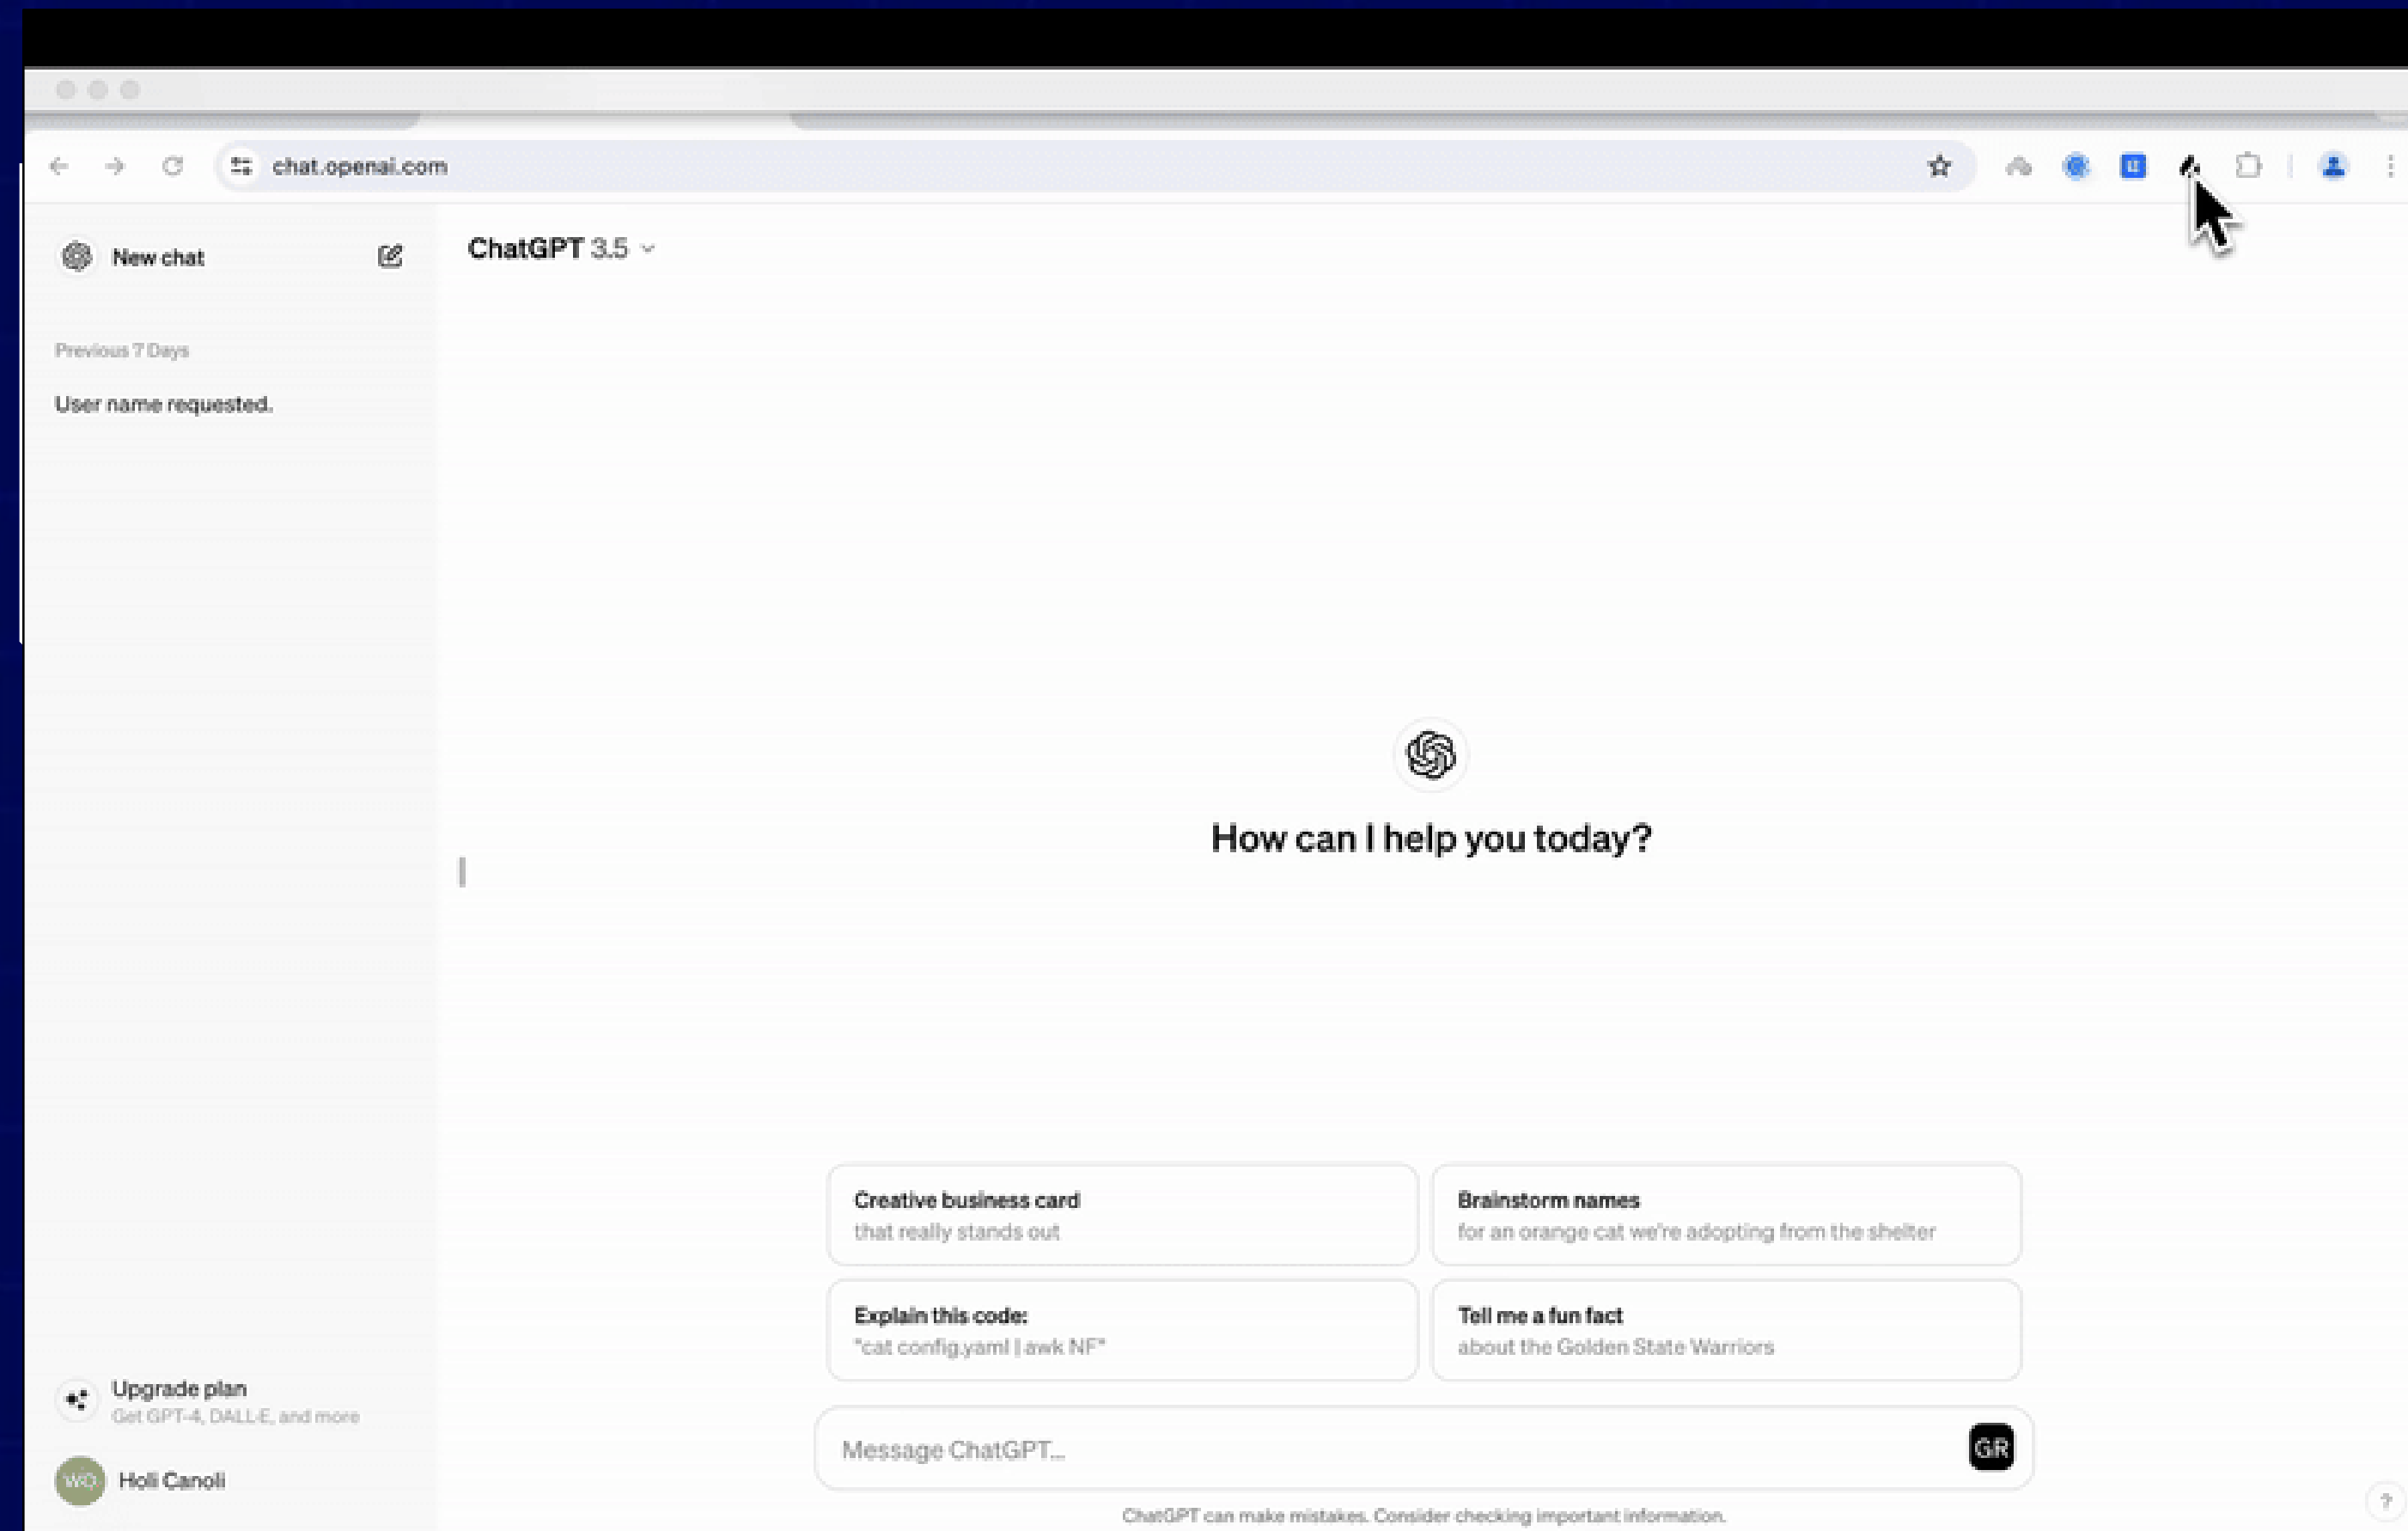 chat.openai.com
New chat
ChatGPT 3.5
Previous 7 Days
User name requested.
How can I help you today?
Creative business card
that really stands out
Brainstorm names
for an orange cat we're adopting from the shelter
Explain this code:
"cat config.yaml | awk NF"
Tell me a fun fact
about the Golden State Warriors
Upgrade plan
Get GPT-4, DALL·E, and more
Message ChatGPT...
GR
WO
Holi Canoli
ChatGPT can make mistakes. Consider checking important information.
?